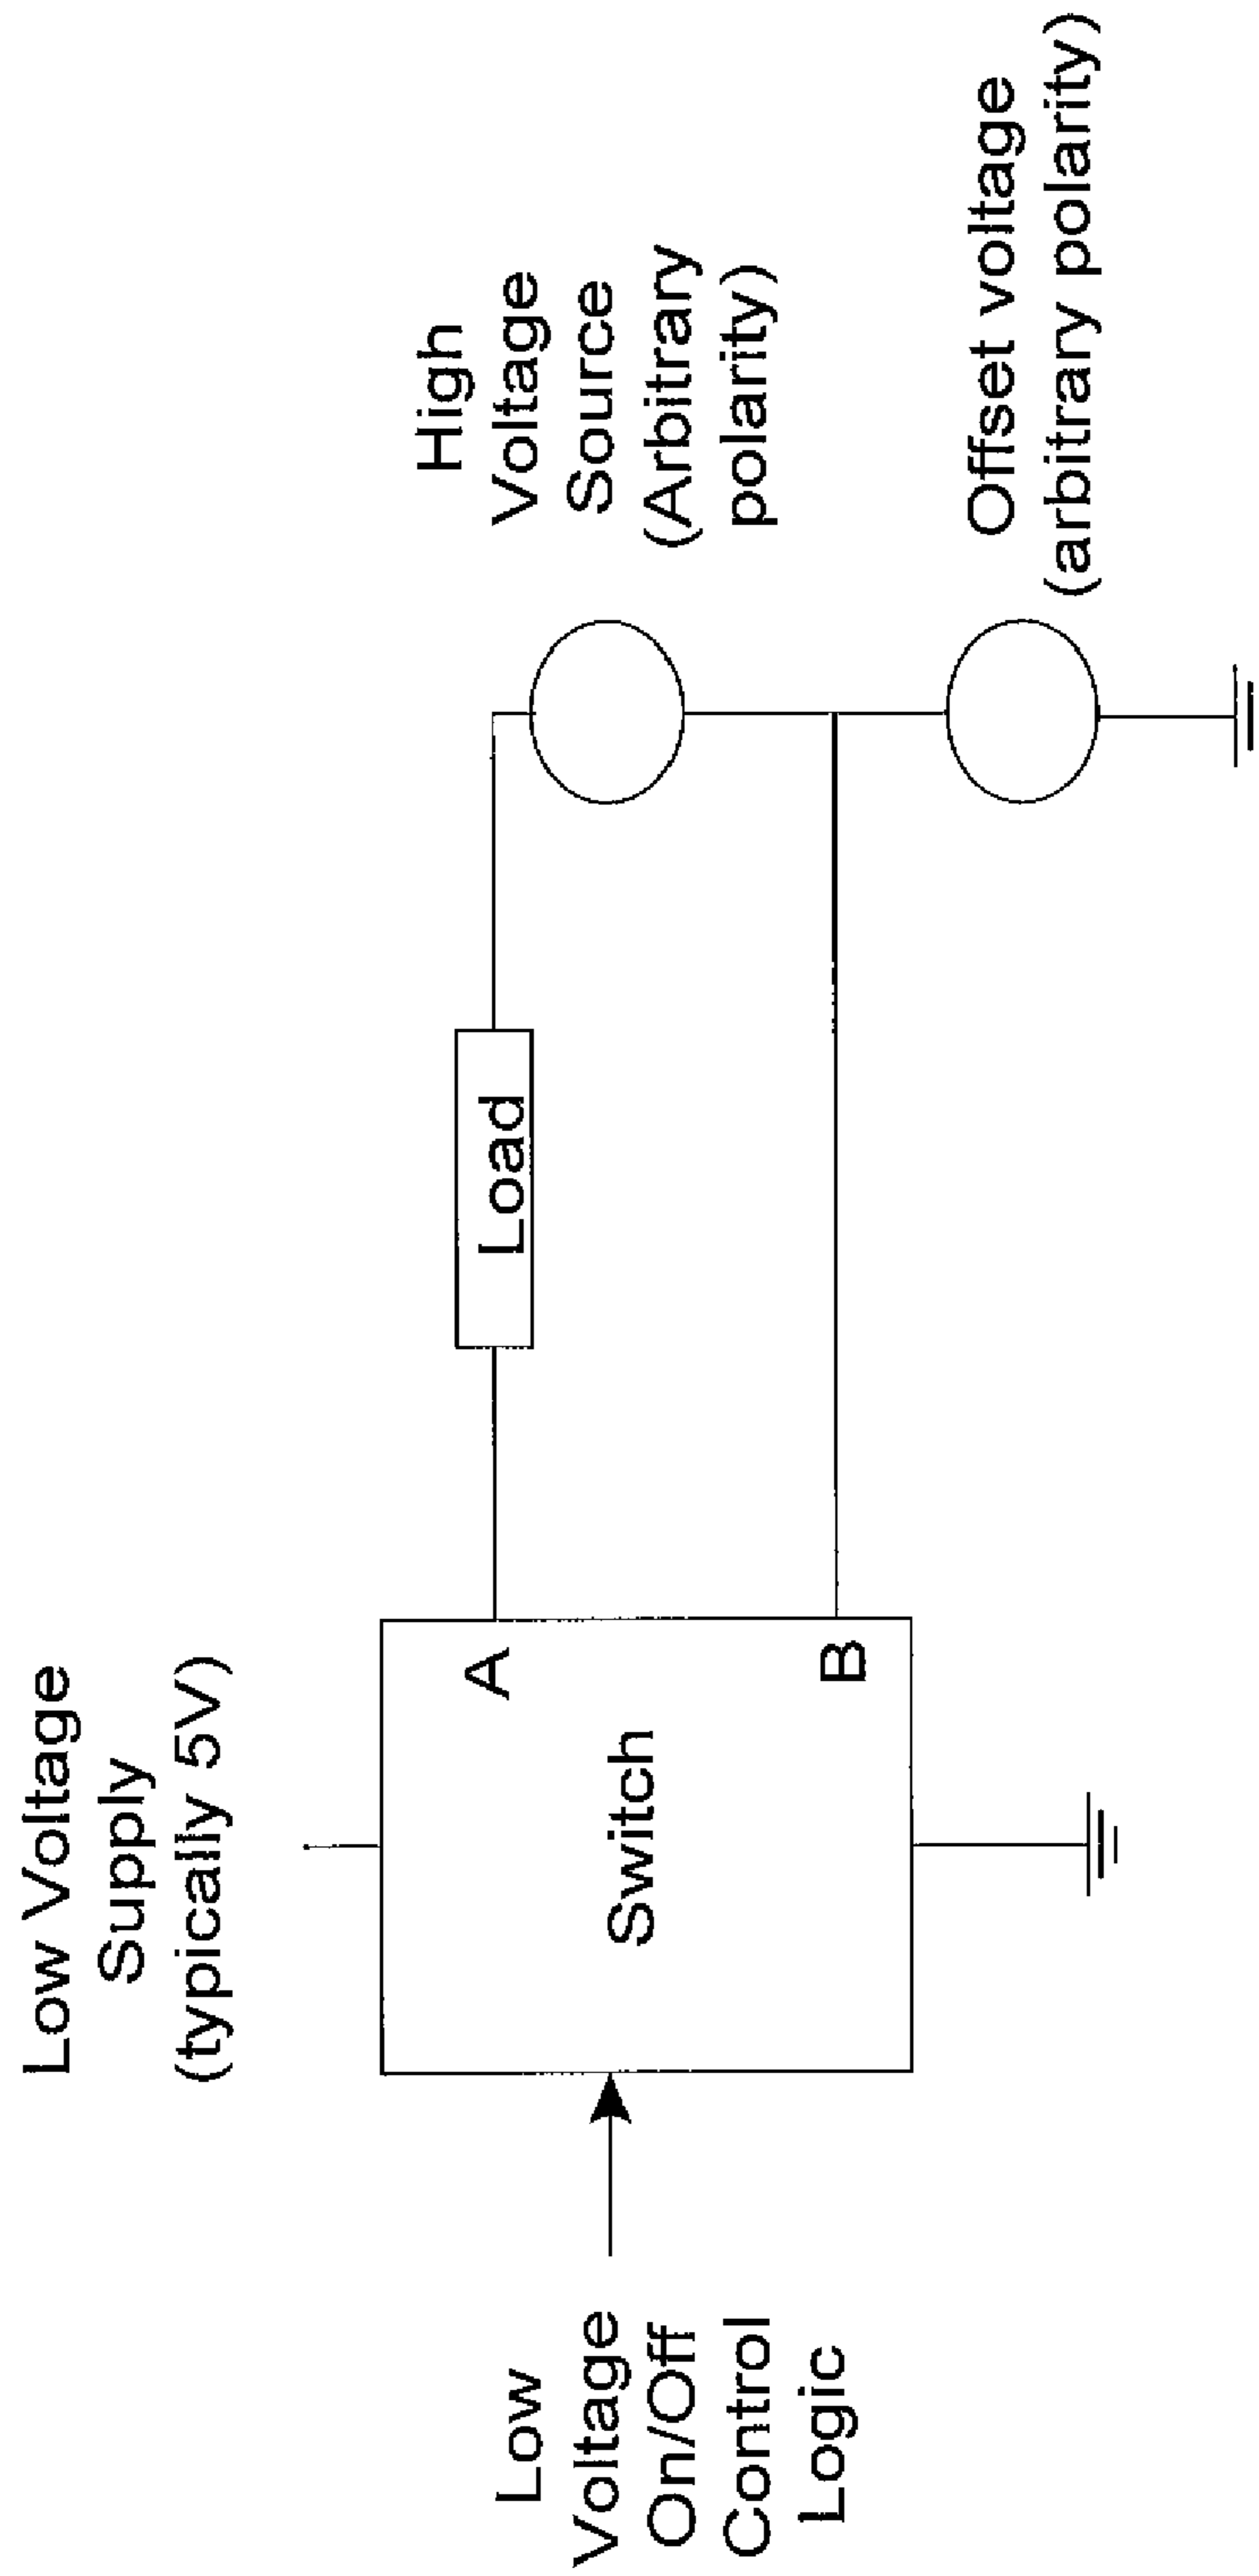 Low Voltage
Supply
(typically 5V)
Low
Voltage
On/Off
Control
Logic
Switch
A
B
Load
High
Voltage
Source
(Arbitrary
polarity)
Offset voltage
(arbitrary polarity)